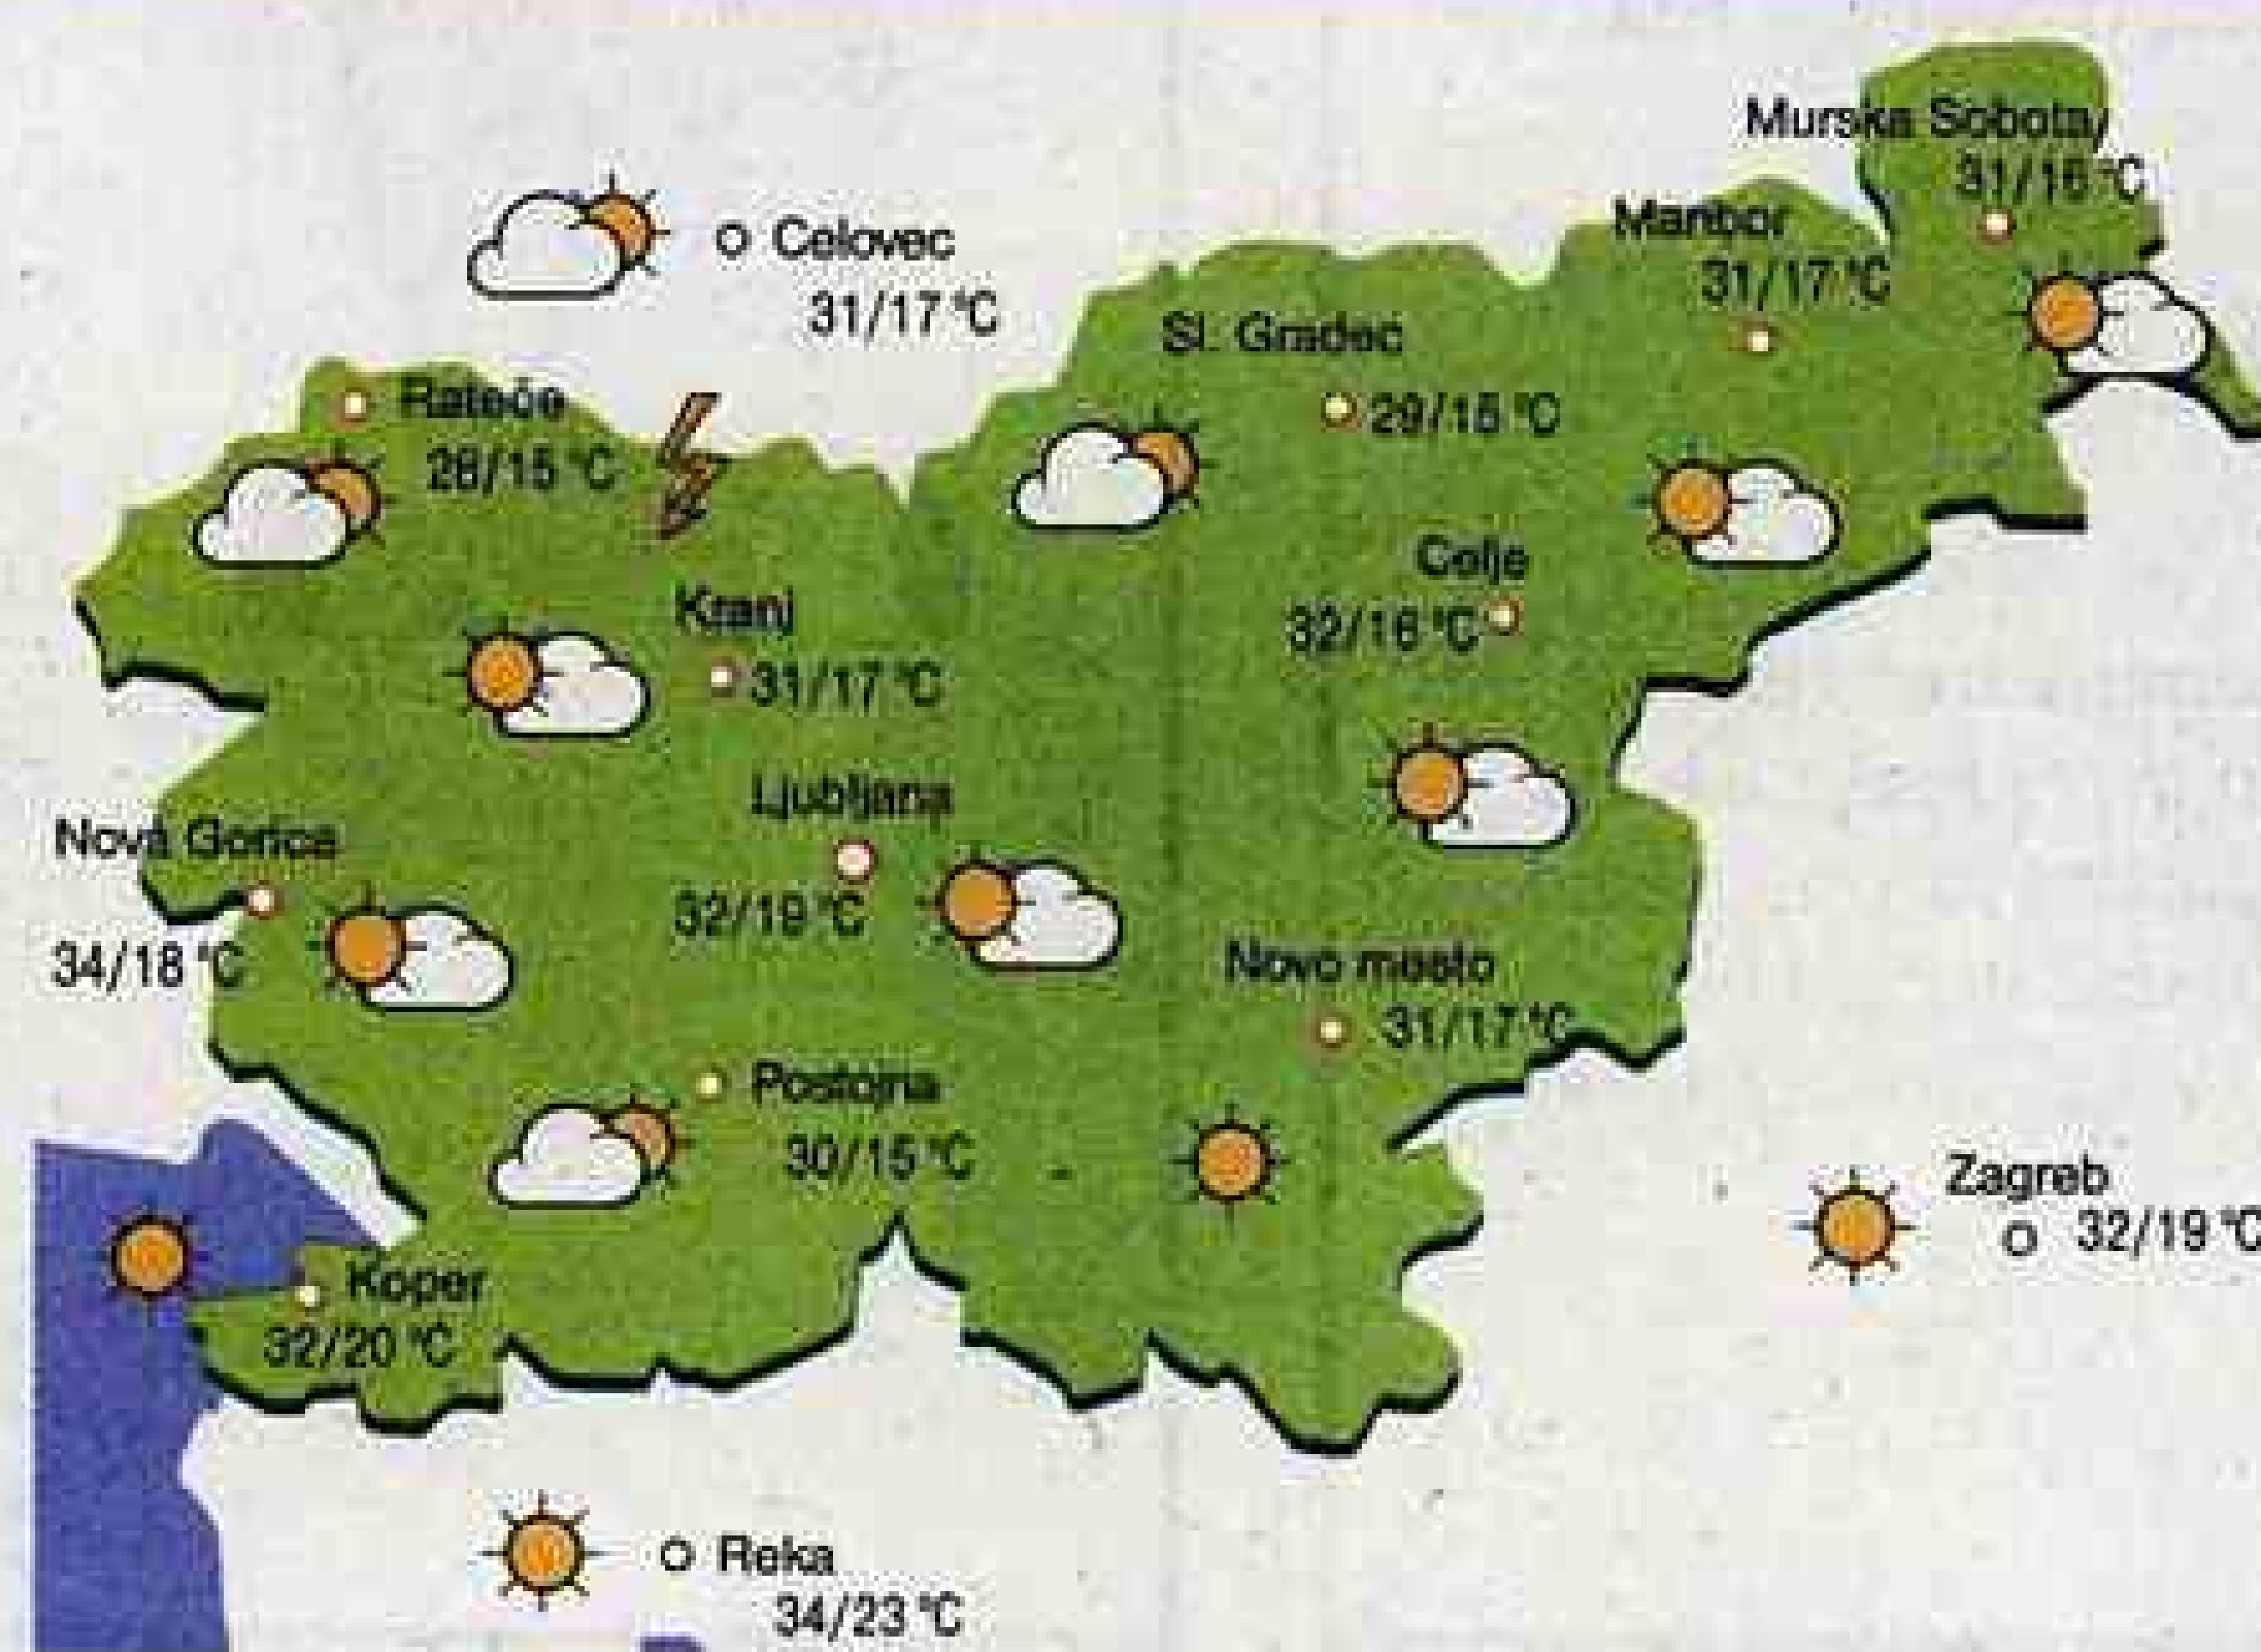 Murska Sobota
31/16 °C
Maribor
31/17 °C
o Celovec
31/17 °C
Sl. Gradec
29/15 °C
Rateče
28/15 °C
Celje
32/16 °C
Kranj
31/17 °C
Ljubljana
32/19 °C
Nova Gorica
34/18 °C
Novo mesto
31/17 °C
Postojna
30/15 °C
Zagreb
32/19 °C
Koper
32/20 °C
Reka
34/23 °C